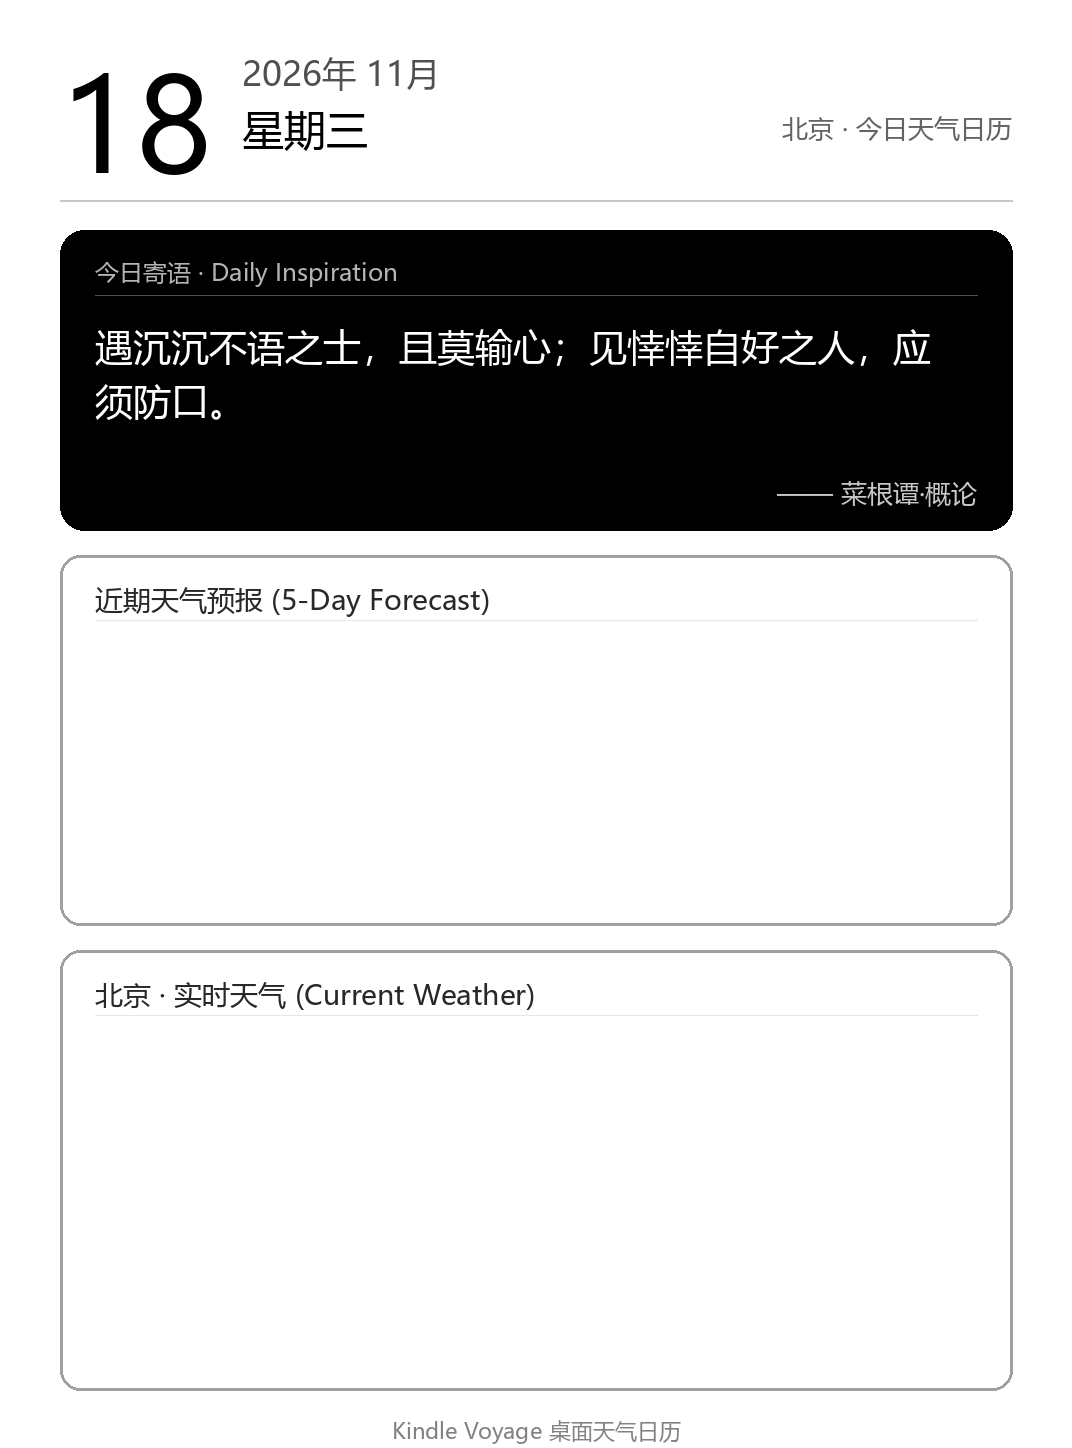 18
2026年 11月
星期三
北京 · 今日天气日历
今日寄语 · Daily Inspiration
遇沉沉不语之士，且莫输心；见悻悻自好之人，应
须防口。
—— 菜根谭·概论
近期天气预报 (5-Day Forecast)
北京 · 实时天气 (Current Weather)
Kindle Voyage 桌面天气日历